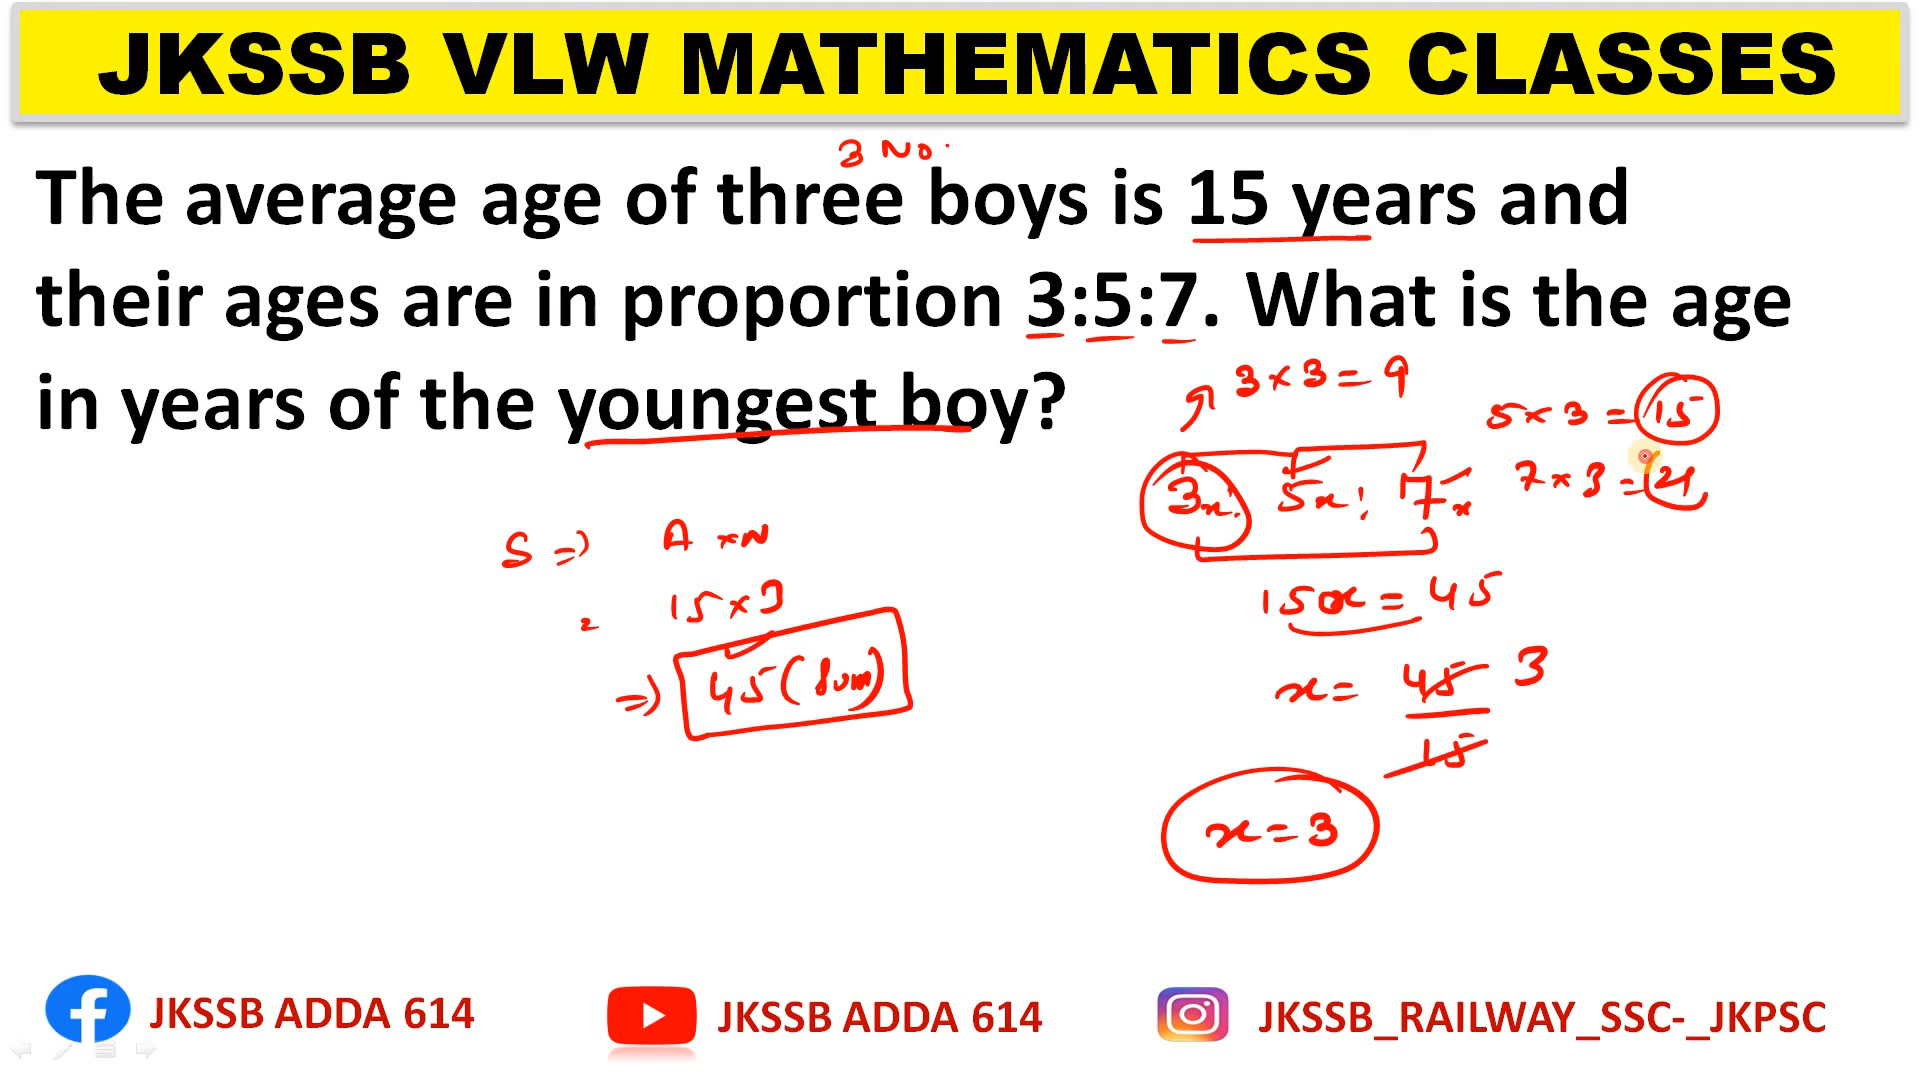 JKSSB VLW MATHEMATICS CLASSES
3 No.
The average age of three boys is 15 years and
their ages are in proportion 3:5:7. What is the age
in years of the youngest boy?
3 × 3 = 9
5 × 3 = 15
7 × 3 = 21
3x: 5x: 7x
S ⇒ A × N
= 15 × 3
⇒ 45 (Sum)
15x = 45
x = 45 3
15
x = 3
JKSSB ADDA 614
JKSSB ADDA 614
JKSSB_RAILWAY_SSC-_JKPSC